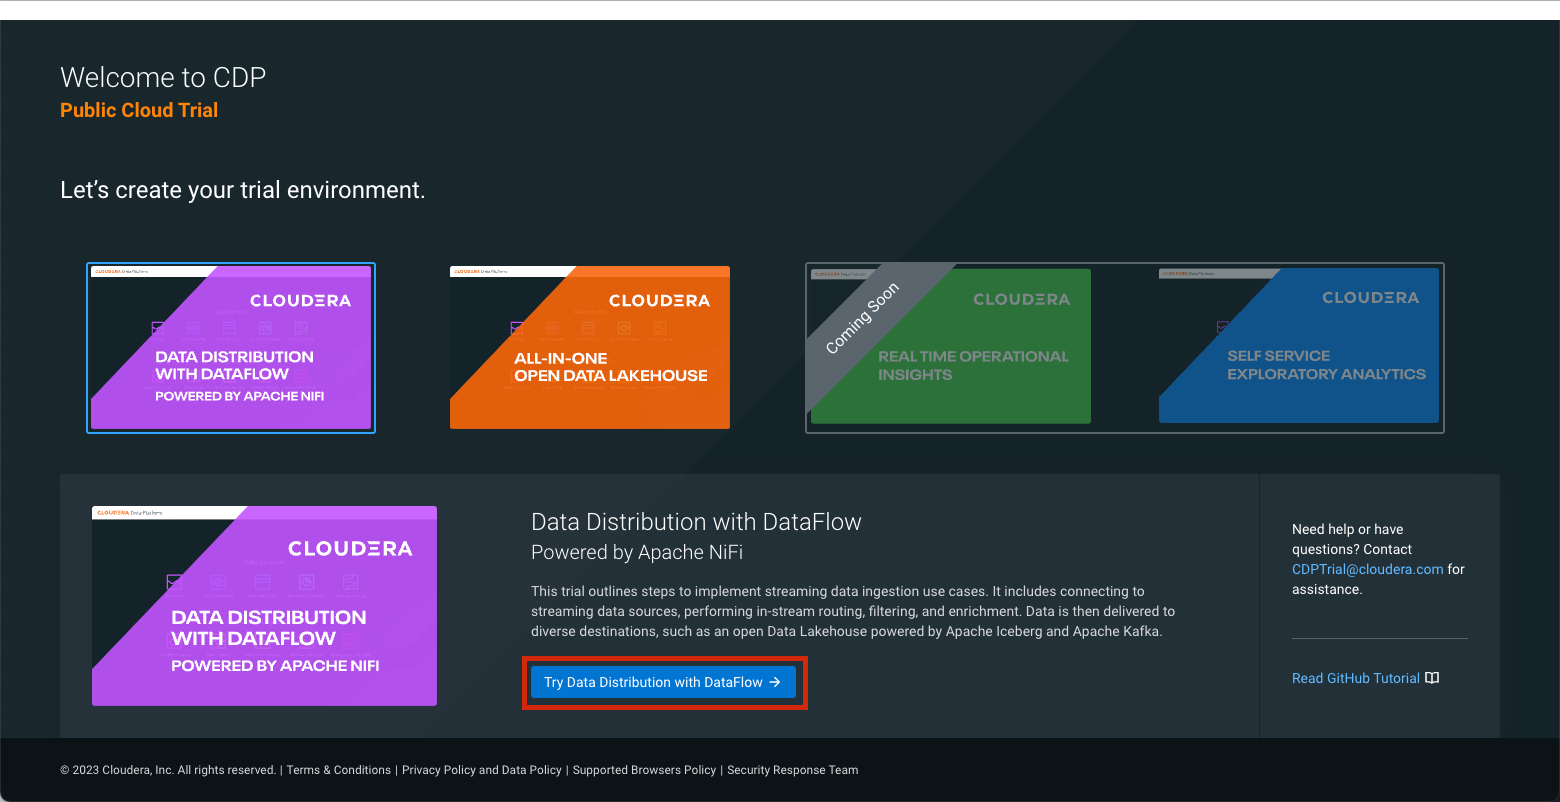 Welcome to CDP
Public Cloud Trial
Let’s create your trial environment.
CLOUDERA Data Platform
CLOUDERA
DATA DISTRIBUTION
WITH DATAFLOW
POWERED BY APACHE NIFI
CLOUDERA Data Platform
CLOUDERA
ALL-IN-ONE
OPEN DATA LAKEHOUSE
Coming Soon
CLOUDERA
REAL TIME OPERATIONAL
INSIGHTS
CLOUDERA Data Platform
CLOUDERA
SELF SERVICE
EXPLORATORY ANALYTICS
CLOUDERA Data Platform
CLOUDERA
DATA DISTRIBUTION
WITH DATAFLOW
POWERED BY APACHE NIFI
Data Distribution with DataFlow
Powered by Apache NiFi
This trial outlines steps to implement streaming data ingestion use cases. It includes connecting to
streaming data sources, performing in-stream routing, filtering, and enrichment. Data is then delivered to
diverse destinations, such as an open Data Lakehouse powered by Apache Iceberg and Apache Kafka.
Try Data Distribution with DataFlow →
Need help or have
questions? Contact
CDPTrial@cloudera.com for
assistance.
Read GitHub Tutorial
© 2023 Cloudera, Inc. All rights reserved. | Terms & Conditions | Privacy Policy and Data Policy | Supported Browsers Policy | Security Response Team